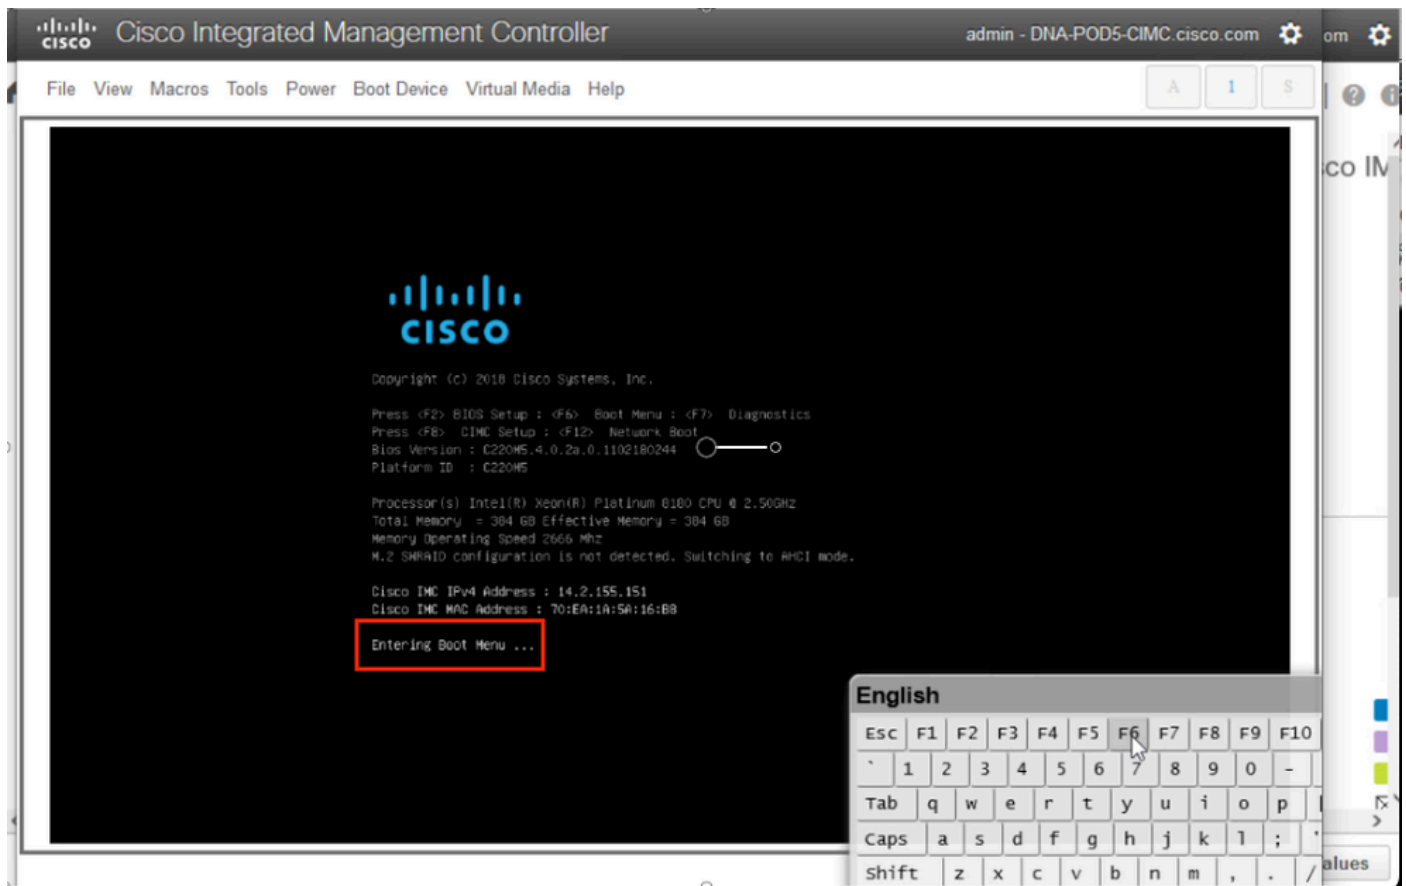 cisco Cisco Integrated Management Controller admin - DNA-POD5-CIMC.cisco.com om
File View Macros Tools Power Boot Device Virtual Media Help A 1 S
sco IM
cisco
Copyright (c) 2018 Cisco Systems, Inc.
Press <F2> BIOS Setup : <F6> Boot Menu : <F7> Diagnostics
Press <F8> CIMC Setup : <F12> Network Boot
Bios Version : C220M5.4.0.2a.0.1102180244
Platform ID : C220M5
Processor(s) Intel(R) Xeon(R) Platinum 8180 CPU @ 2.50GHz
Total Memory = 384 GB Effective Memory = 384 GB
Memory Operating Speed 2666 Mhz
M.2 SWRAID configuration is not detected. Switching to AHCI mode.
Cisco IMC IPv4 Address : 14.2.155.151
Cisco IMC MAC Address : 70:EA:1A:5A:16:BB
Entering Boot Menu ...
English
Esc F1 F2 F3 F4 F5 F6 F7 F8 F9 F10
` 1 2 3 4 5 6 7 8 9 0 -
Tab q w e r t y u i o p [
Caps a s d f g h j k l ; '
Shift z x c v b n m , . /
alues